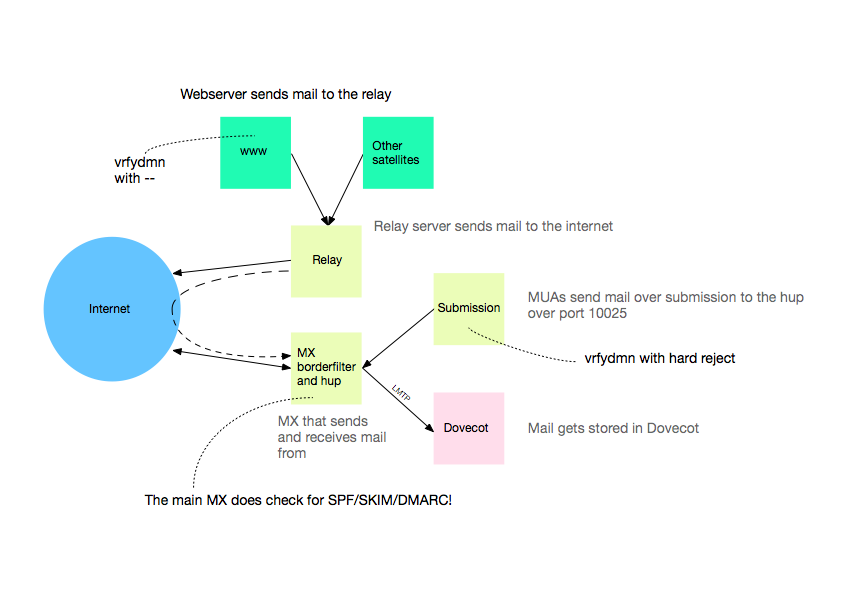 Webserver sends mail to the relay
www
Other
satellites
vrfydmn
with --
Relay server sends mail to the internet
Relay
Internet
Submission
MUAs send mail over submission to the hup
over port 10025
MX
borderfilter
and hup
vrfydmn with hard reject
LMTP
MX that sends
and receives mail
from
Dovecot
Mail gets stored in Dovecot
The main MX does check for SPF/SKIM/DMARC!